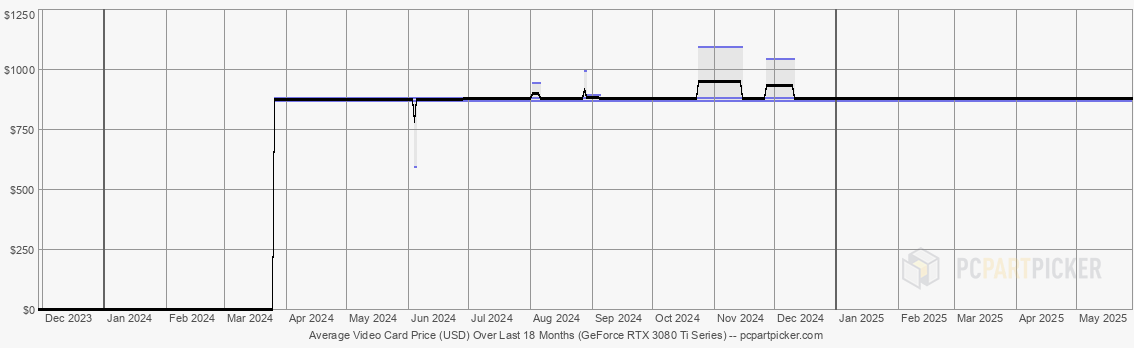 $1250
$1000
$750
$500
$250
$0
Dec 2023 Jan 2024 Feb 2024 Mar 2024 Apr 2024 May 2024 Jun 2024 Jul 2024 Aug 2024 Sep 2024 Oct 2024 Nov 2024 Dec 2024 Jan 2025 Feb 2025 Mar 2025 Apr 2025 May 2025
Average Video Card Price (USD) Over Last 18 Months (GeForce RTX 3080 Ti Series) -- pcpartpicker.com
PCPARTPICKER